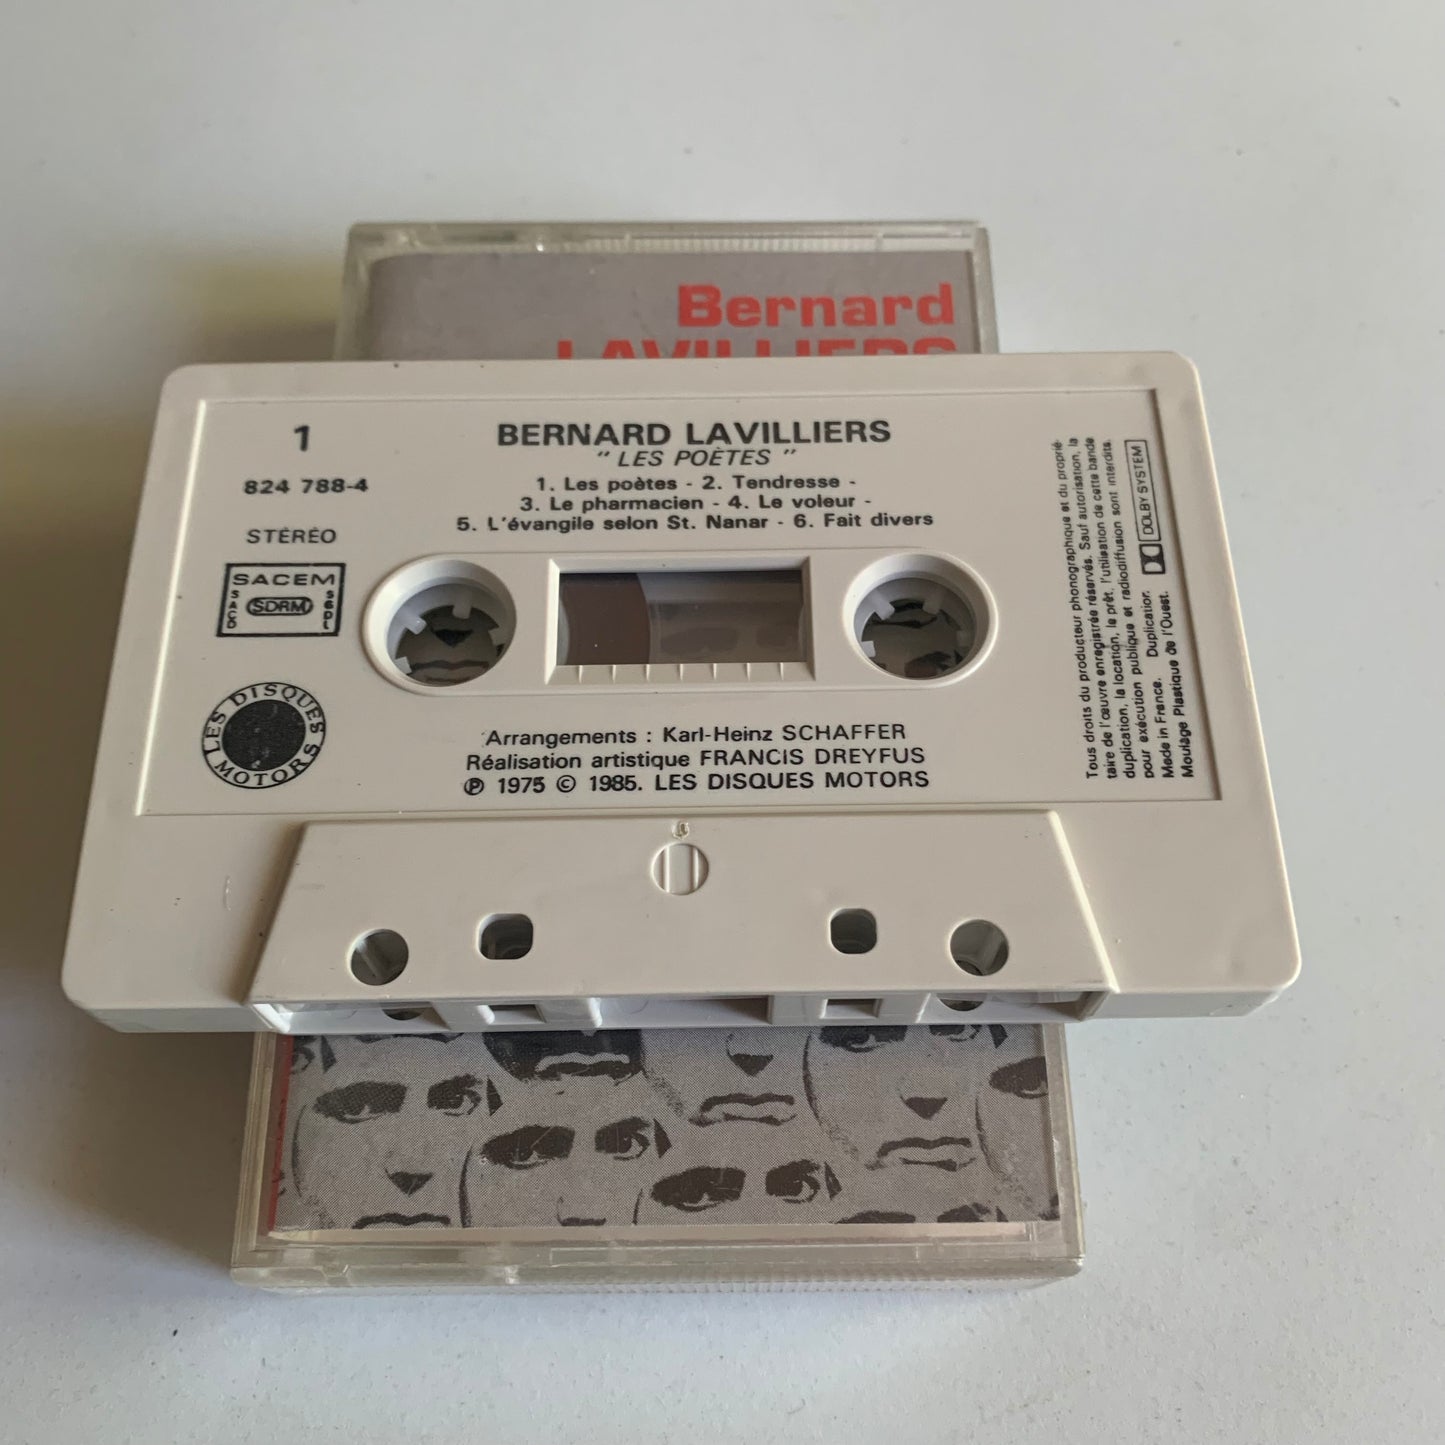 Bernard
LAVILLIERS
1
824 788-4
STÉRÉO
SACEM
SACD
SDRM
SGDL
LES DISQUES MOTORS
BERNARD LAVILLIERS
" LES POÈTES "
1. Les poètes - 2. Tendresse -
3. Le pharmacien - 4. Le voleur -
5. L'évangile selon St. Nanar - 6. Fait divers
Arrangements : Karl-Heinz SCHAFFER
Réalisation artistique FRANCIS DREYFUS
℗ 1975 © 1985. LES DISQUES MOTORS
Tous droits du producteur phonographique et du proprié-
taire de l'œuvre enregistrée réservés. Sauf autorisation, la
duplication, la location, le prêt, l'utilisation de cette bande
pour exécution publique et radiodiffusion sont interdits.
Made in France. Duplication.
Moulage Plastique de l'Ouest.
DOLBY SYSTEM